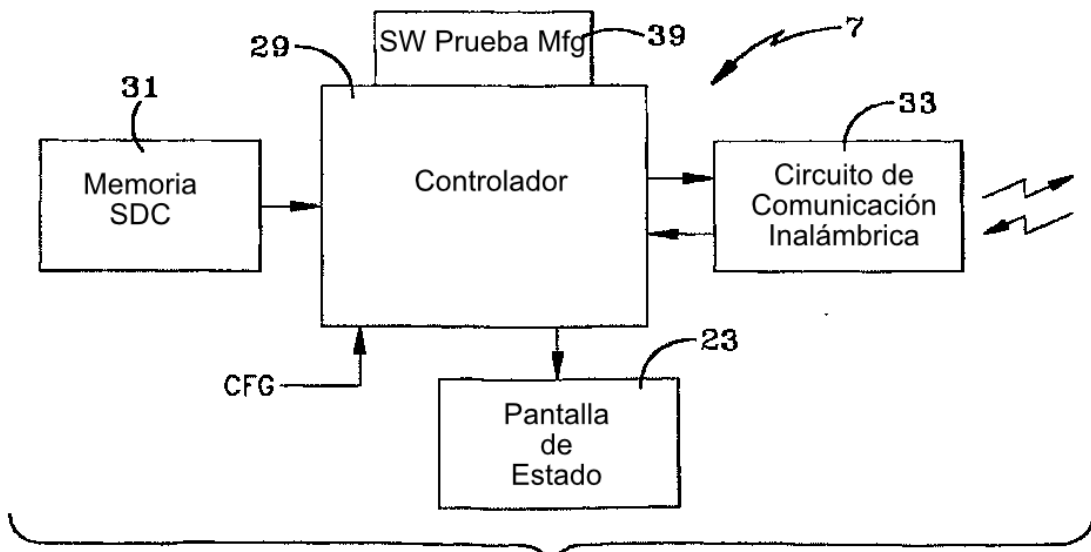 SW Prueba Mfg
39
7
29
31
33
Memoria
SDC
Controlador
Circuito de
Comunicación
Inalámbrica
23
CFG
Pantalla
de
Estado